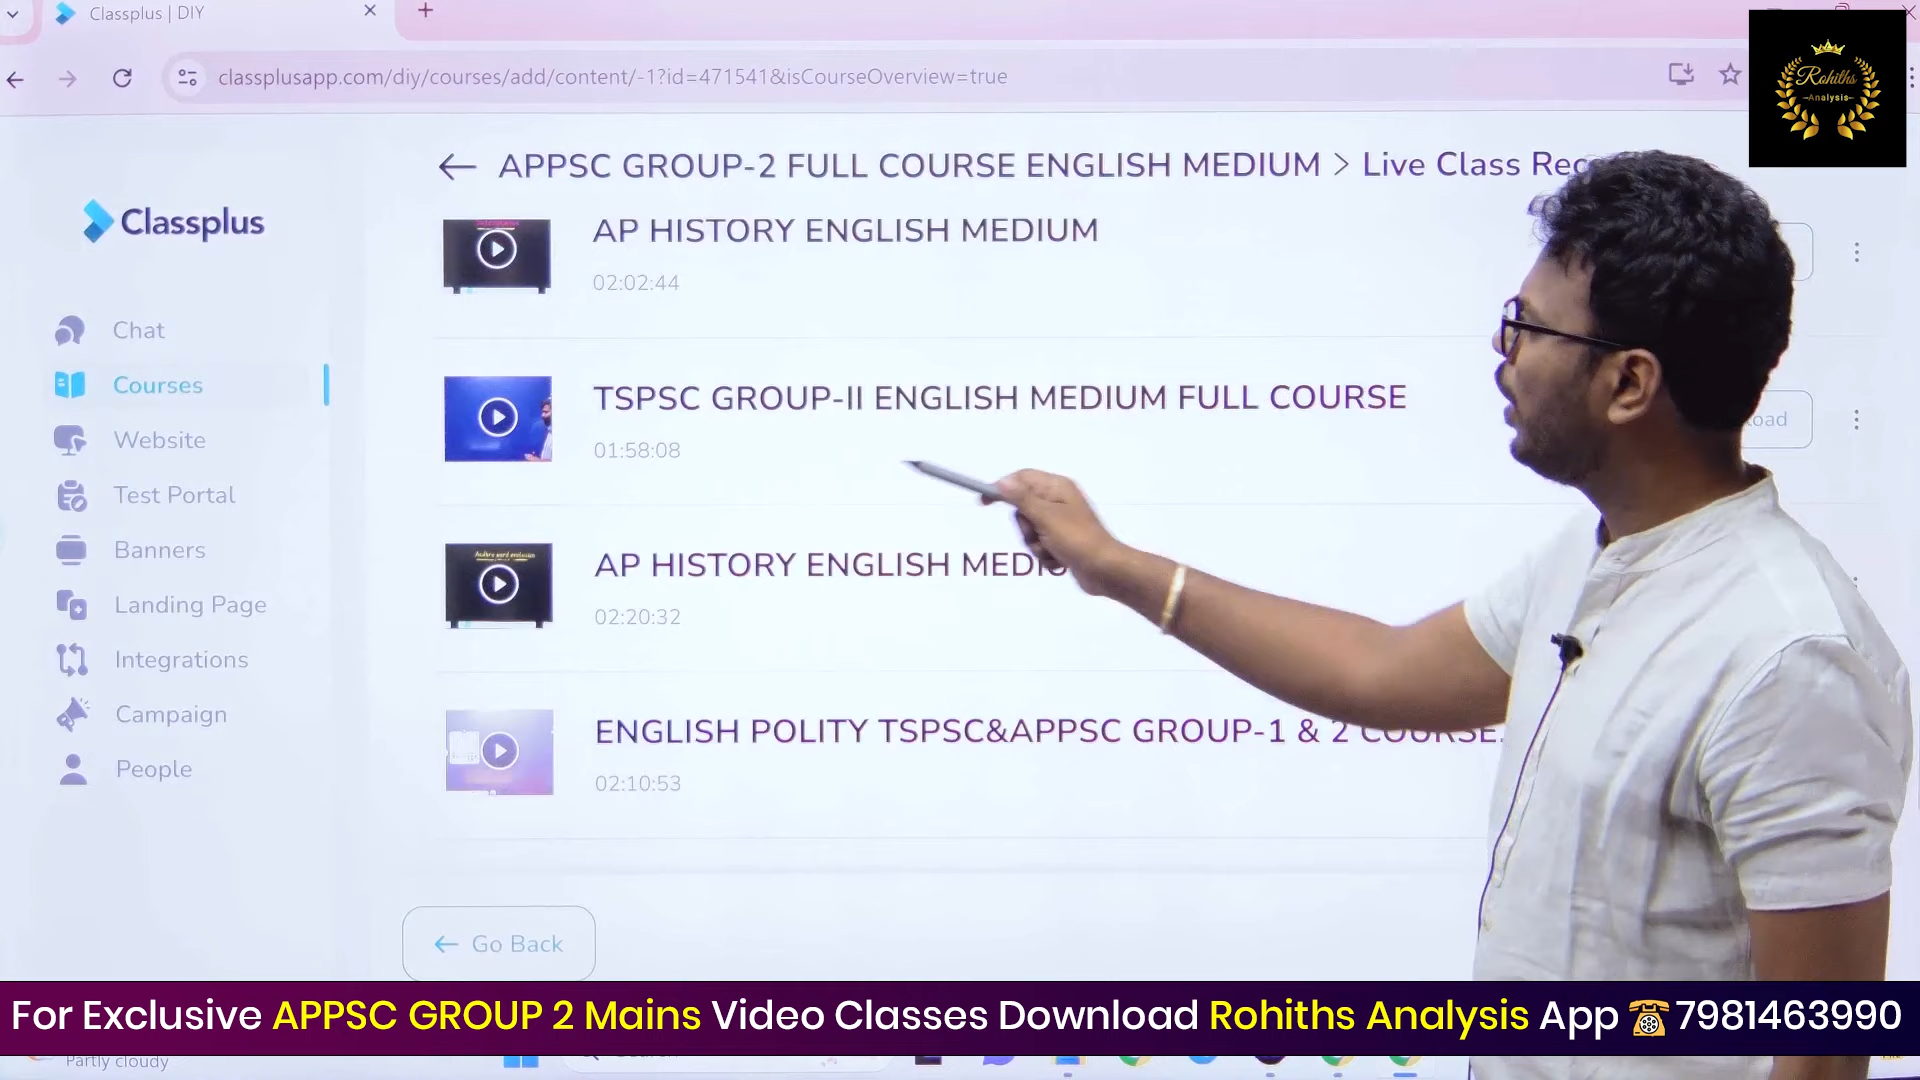 Classplus | DIY
classplusapp.com/diy/courses/add/content/-1?id=471541&isCourseOverview=true
Rohiths
Analysis
APPSC GROUP-2 FULL COURSE ENGLISH MEDIUM > Live Class Rec
Classplus
AP HISTORY ENGLISH MEDIUM
02:02:44
Chat
Courses
Website
Test Portal
Banners
Landing Page
Integrations
Campaign
People
TSPSC GROUP-II ENGLISH MEDIUM FULL COURSE
01:58:08
oad
AP HISTORY ENGLISH MEDIU
02:20:32
ENGLISH POLITY TSPSC&APPSC GROUP-1 & 2 COURSE.
02:10:53
← Go Back
For Exclusive APPSC GROUP 2 Mains Video Classes Download Rohiths Analysis App ☎7981463990
Partly cloudy